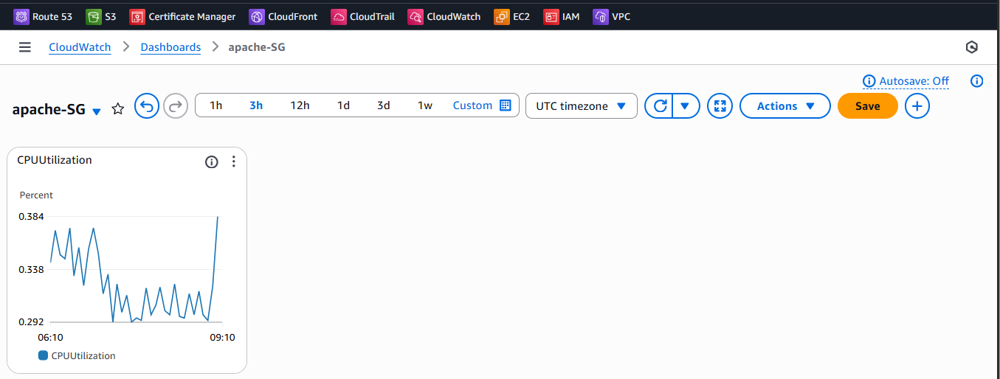 Route 53 S3 Certificate Manager CloudFront CloudTrail CloudWatch EC2 IAM VPC
CloudWatch Dashboards apache-SG
Autosave: Off
apache-SG 1h 3h 12h 1d 3d 1w Custom UTC timezone Actions Save
CPUUtilization
Percent
0.384
0.338
0.292
06:10 09:10
CPUUtilization